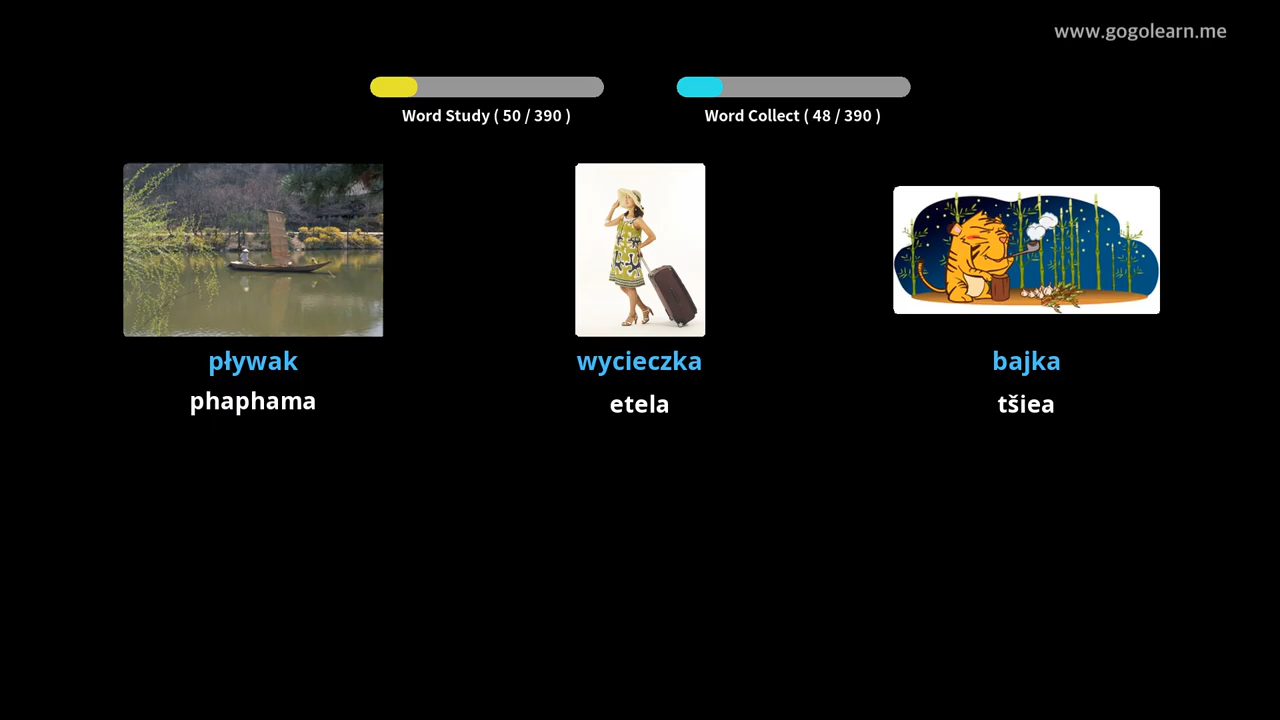 www.gogolearn.me
Word Study ( 50 / 390 )
Word Collect ( 48 / 390 )
pływak
wycieczka
bajka
phaphama
etela
tšiea